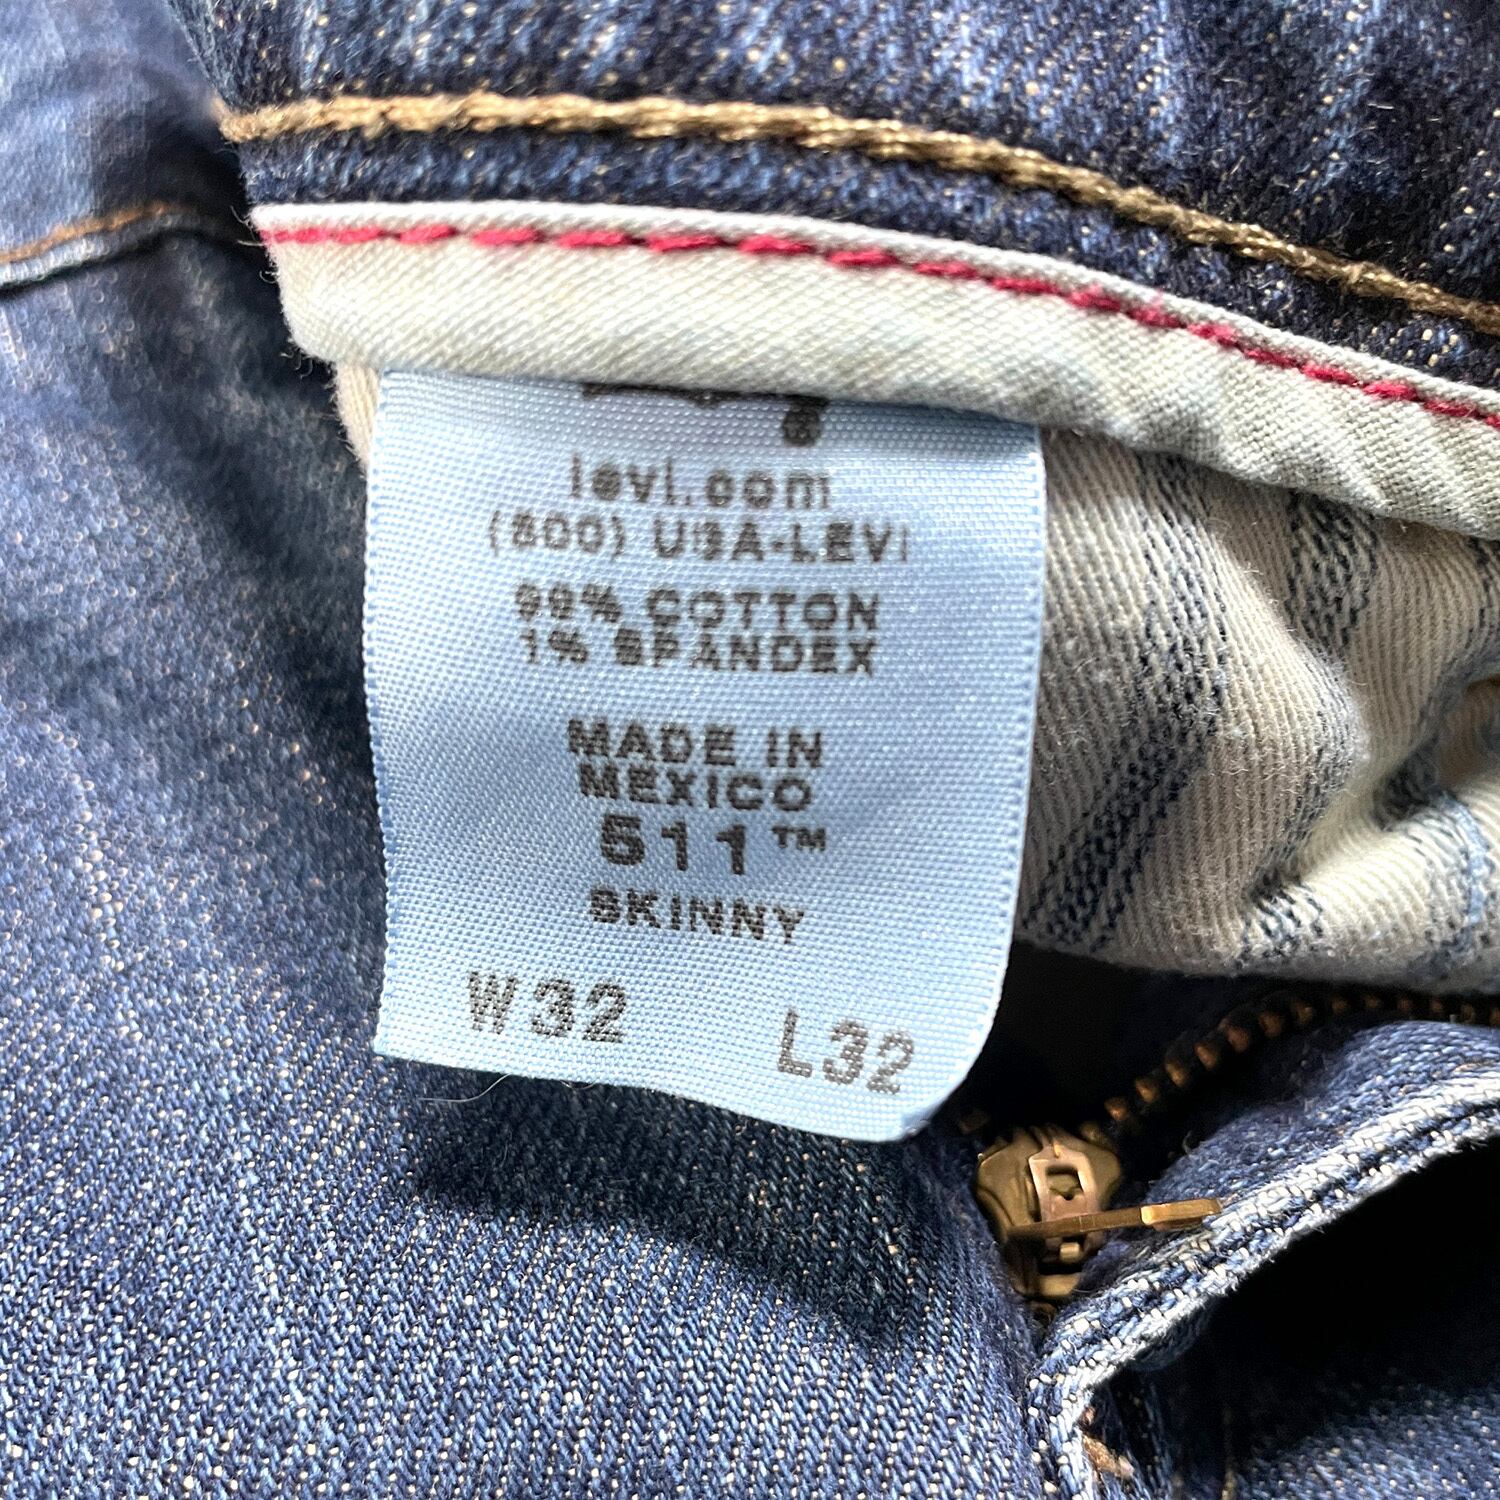 levi.com
(800) USA-LEVI
99% COTTON
1% SPANDEX
MADE IN
MEXICO
511™
SKINNY
W32 L32